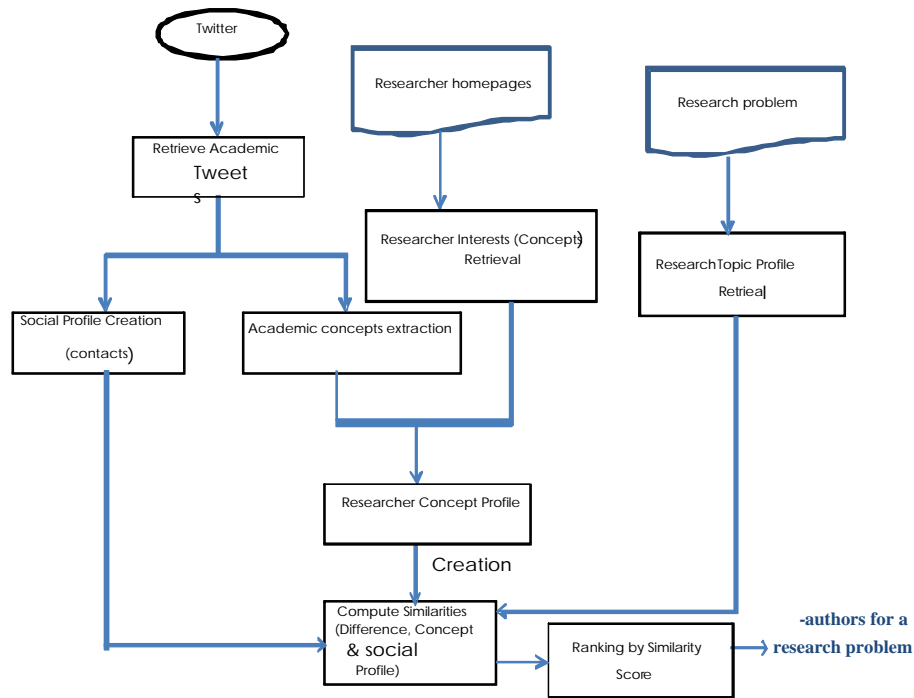 Twitter
Researcher homepages
Research problem
Retrieve Academic
Tweet
s
Researcher Interests (Concepts)
Retrieval
ResearchTopic Profile
Retrieal
Social Profile Creation
(contacts)
Academic concepts extraction
Researcher Concept Profile
Creation
Compute Similarities
(Difference, Concept
& social
Profile)
Ranking by Similarity
Score
-authors for a
research problem